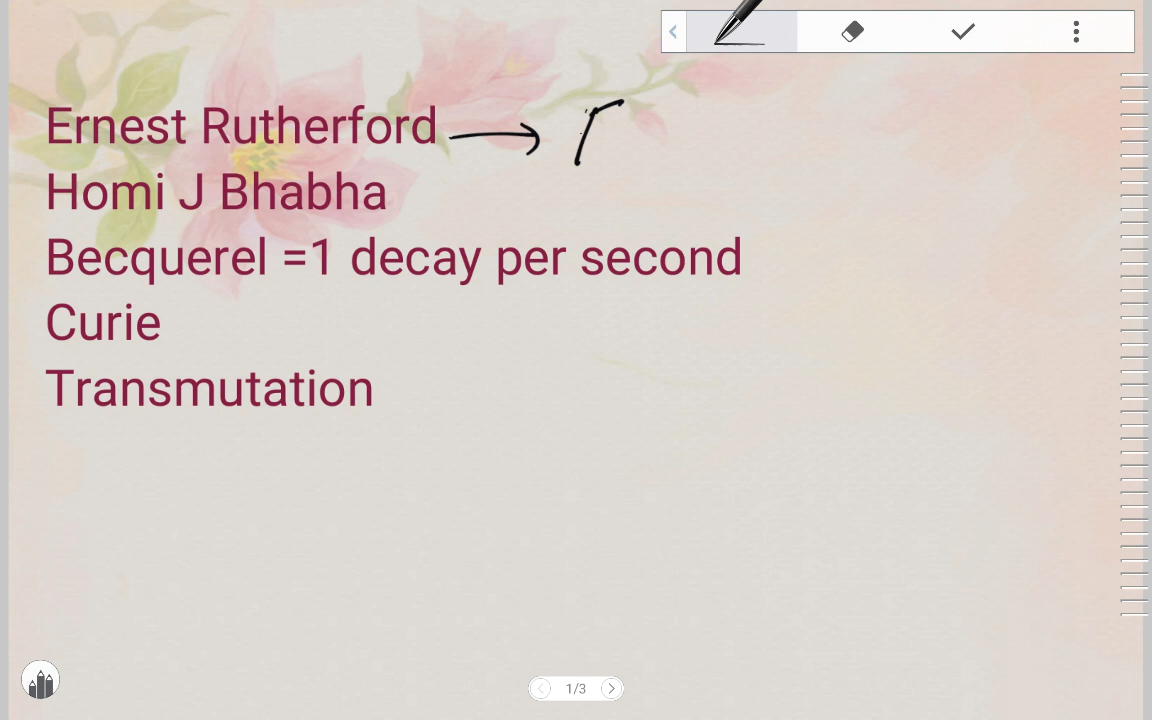 Ernest Rutherford →
Homi J Bhabha
Becquerel =1 decay per second
Curie
Transmutation
1/3